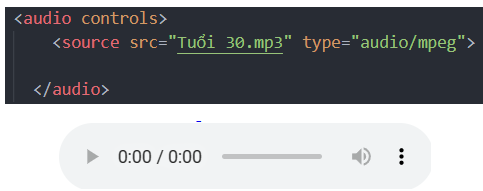 <audio controls>
<source src="Tuổi 30.mp3" type="audio/mpeg">
</audio>
0:00 / 0:00